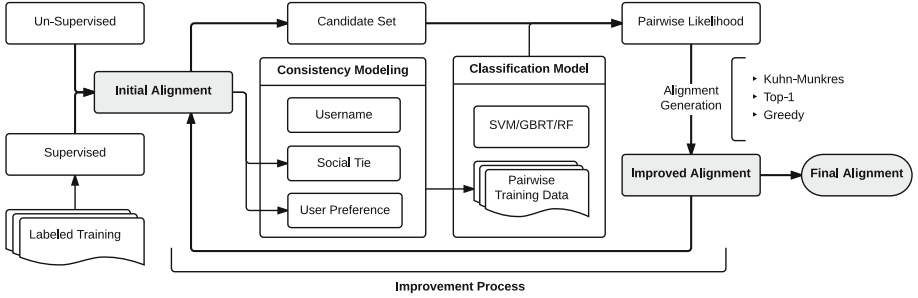 Un-Supervised
Candidate Set
Pairwise Likelihood
Consistency Modeling
Classification Model
Initial Alignment
Alignment
Generation
‣ Kuhn-Munkres
‣ Top-1
‣ Greedy
Username
SVM/GBRT/RF
Supervised
Social Tie
Pairwise
Training Data
Improved Alignment
Final Alignment
User Preference
Labeled Training
Improvement Process